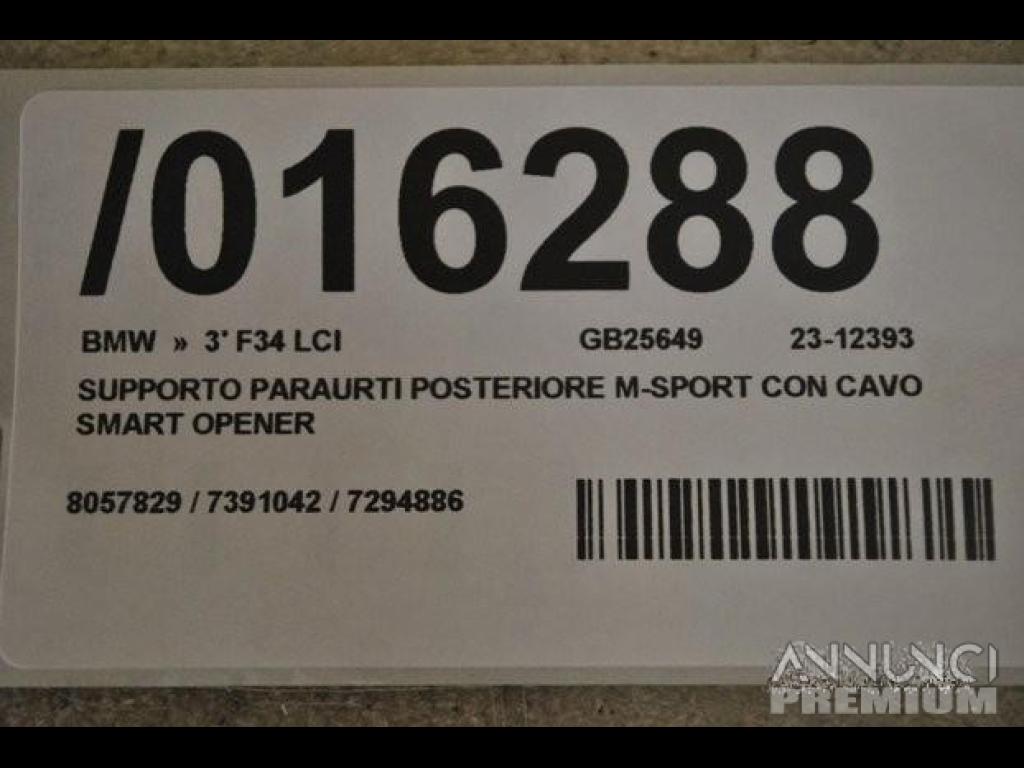 /016288
BMW » 3' F34 LCI GB25649 23-12393
SUPPORTO PARAURTI POSTERIORE M-SPORT CON CAVO
SMART OPENER
8057829 / 7391042 / 7294886
ANNUNCI
PREMIUM